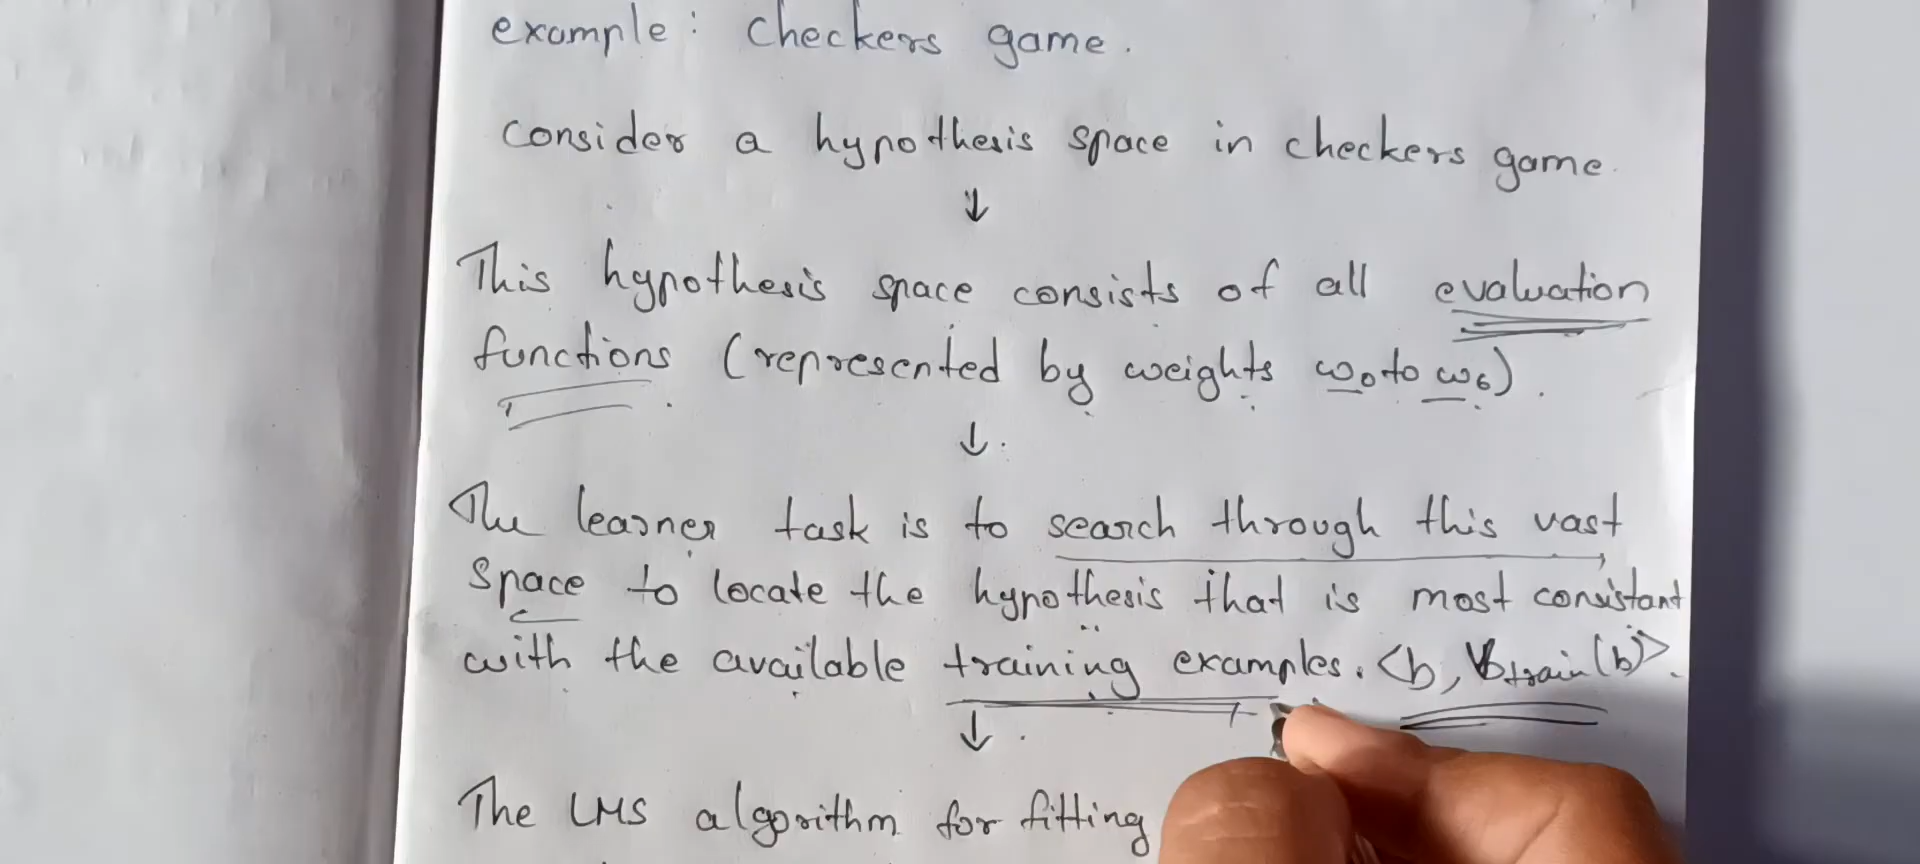 example: checkers game.
consider a hypothesis space in checkers game.
↓
This hypothesis space consists of all evaluation
functions (represented by weights w0 to w6).
↓
The learner task is to search through this vast
space to locate the hypothesis that is most consistant
with the available training examples. <b, Vtrain(b)>.
↓
The LMS algorithm for fitting